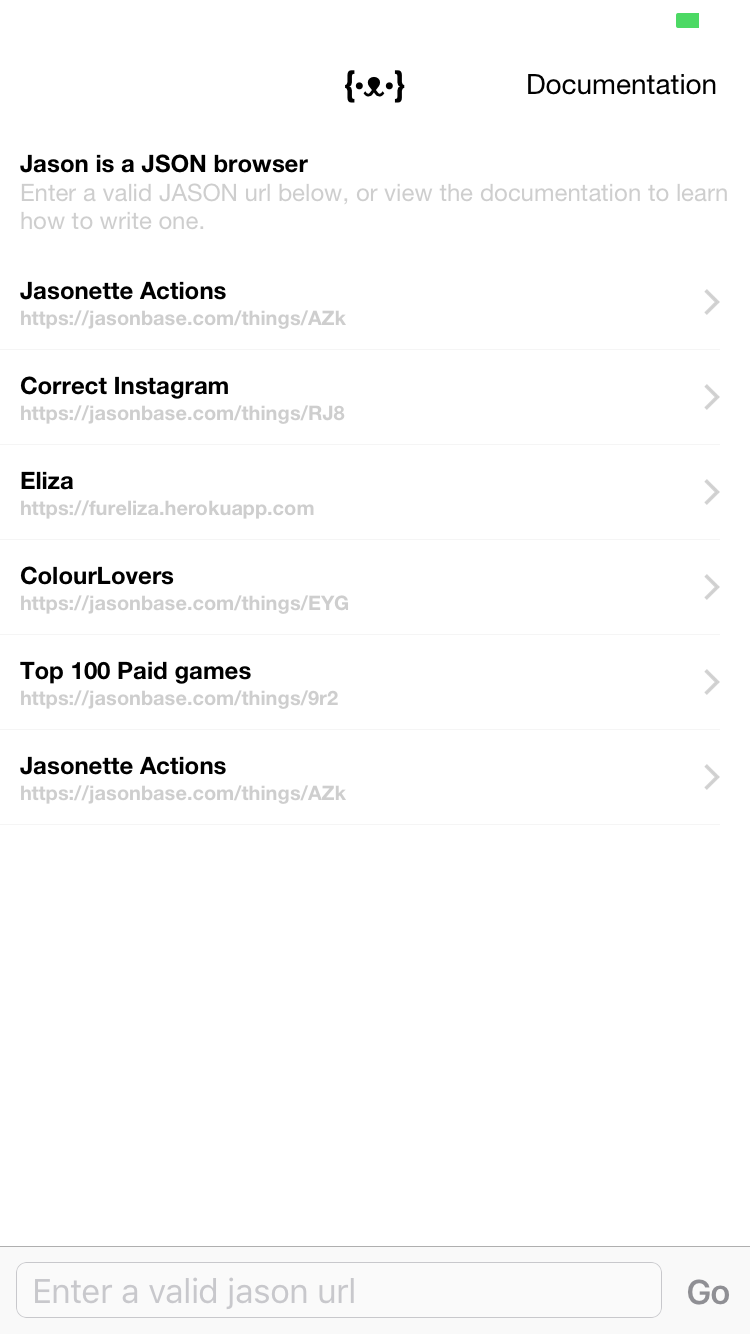 Documentation
Jason is a JSON browser
Enter a valid JASON url below, or view the documentation to learn
how to write one.
Jasonette Actions
https://jasonbase.com/things/AZk
Correct Instagram
https://jasonbase.com/things/RJ8
Eliza
https://fureliza.herokuapp.com
ColourLovers
https://jasonbase.com/things/EYG
Top 100 Paid games
https://jasonbase.com/things/9r2
Jasonette Actions
https://jasonbase.com/things/AZk
Enter a valid jason url
Go